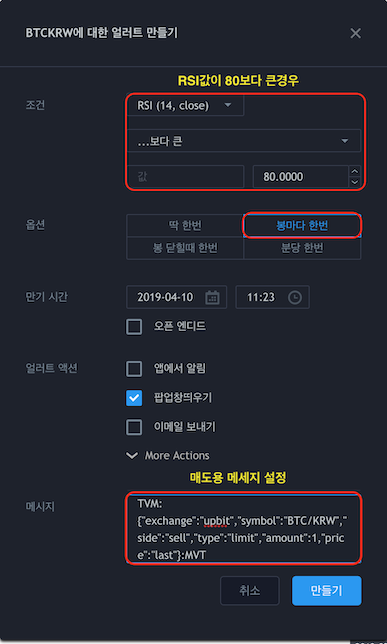 BTCKRW에 대한 얼러트 만들기
RSI값이 80보다 큰경우
조건
RSI (14, close)
...보다 큰
값
80.0000
옵션
딱 한번
봉마다 한번
봉 닫힐때 한번
분당 한번
만기 시간
2019-04-10
11:23
오픈 엔디드
얼러트 액션
앱에서 알림
팝업창띄우기
이메일 보내기
More Actions
매도용 메세지 설정
메시지
TVM:
{"exchange":"upbit","symbol":"BTC/KRW","
side":"sell","type":"limit","amount":1,"pric
e":"last"}:MVT
취소
만들기